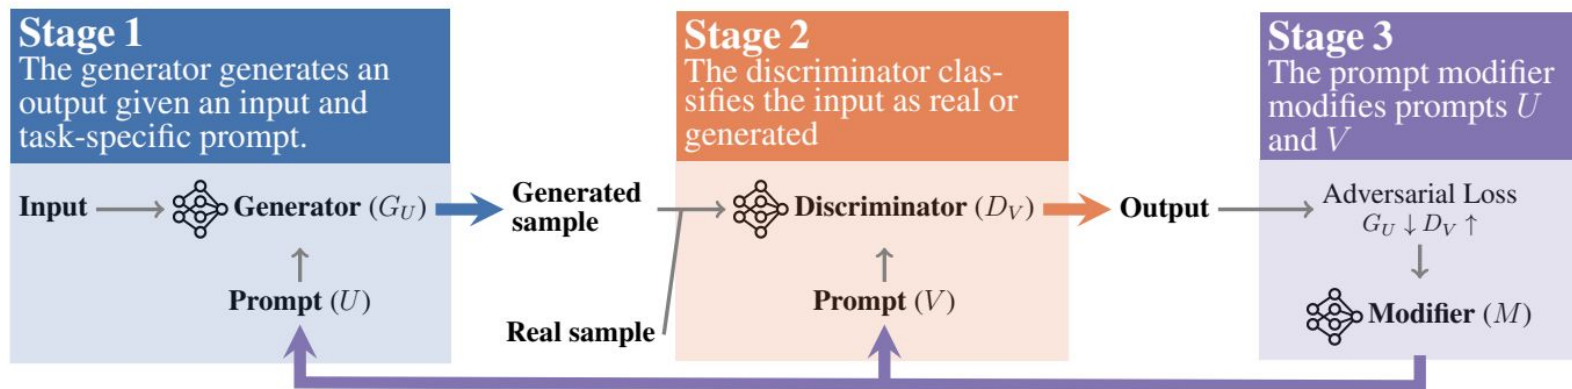 Stage 1
The generator generates an
output given an input and
task-specific prompt.
Input
Generator (G_U)
Prompt (U)
Generated
sample
Real sample
Stage 2
The discriminator clas-
sifies the input as real or
generated
Discriminator (D_V)
Prompt (V)
Output
Stage 3
The prompt modifier
modifies prompts U
and V
Adversarial Loss
G_U ↓ D_V ↑
Modifier (M)